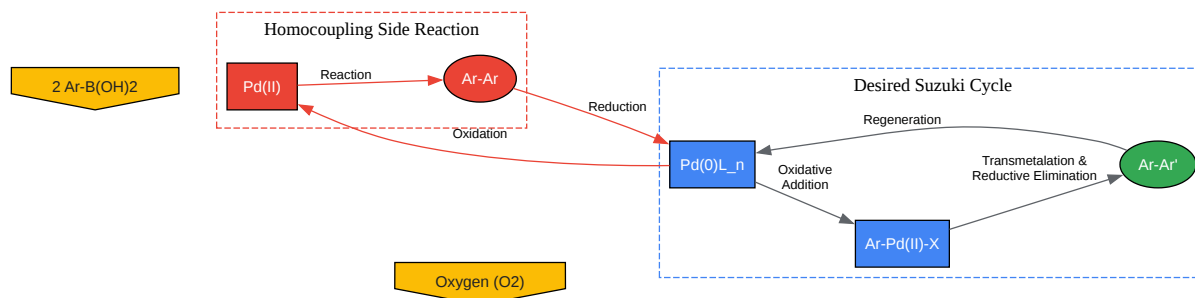 Homocoupling Side Reaction
2 Ar-B(OH)2
Pd(II)
Reaction
Ar-Ar
Reduction
Oxidation
Desired Suzuki Cycle
Regeneration
Pd(0)L_n
Oxidative
Addition
Transmetalation &
Reductive Elimination
Ar-Ar'
Ar-Pd(II)-X
Oxygen (O2)